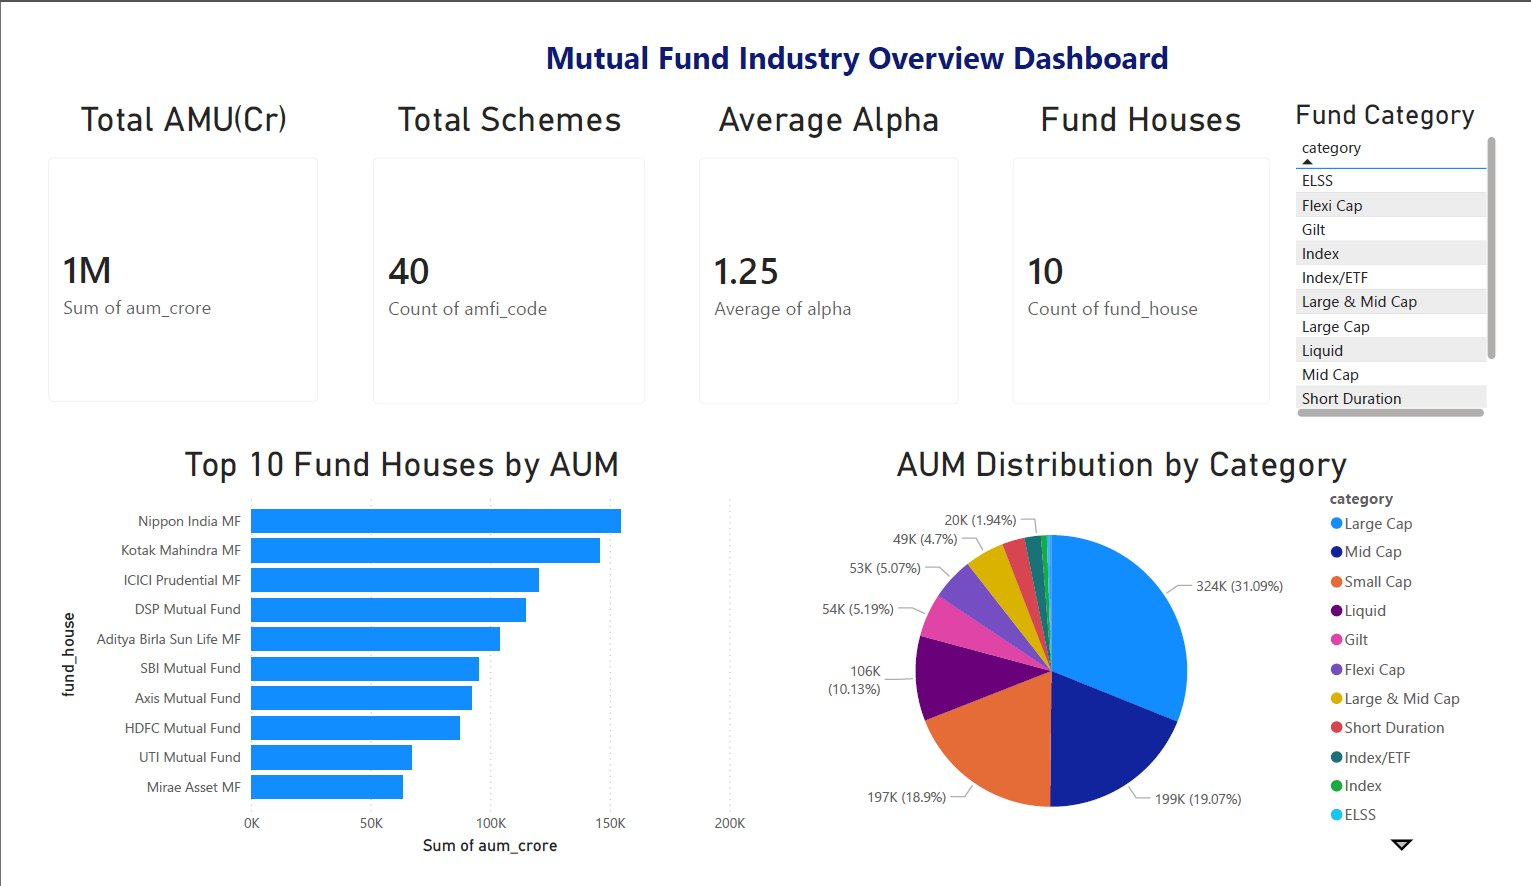 Mutual Fund Industry Overview Dashboard
Total AMU(Cr)
1M
Sum of aum_crore
Total Schemes
40
Count of amfi_code
Average Alpha
1.25
Average of alpha
Fund Houses
10
Count of fund_house
Fund Category
category
ELSS
Flexi Cap
Gilt
Index
Index/ETF
Large & Mid Cap
Large Cap
Liquid
Mid Cap
Short Duration
Top 10 Fund Houses by AUM
fund_house
Nippon India MF
Kotak Mahindra MF
ICICI Prudential MF
DSP Mutual Fund
Aditya Birla Sun Life MF
SBI Mutual Fund
Axis Mutual Fund
HDFC Mutual Fund
UTI Mutual Fund
Mirae Asset MF
0K 50K 100K 150K 200K
Sum of aum_crore
AUM Distribution by Category
20K (1.94%)
49K (4.7%)
53K (5.07%)
54K (5.19%)
106K
(10.13%)
197K (18.9%)
199K (19.07%)
324K (31.09%)
category
Large Cap
Mid Cap
Small Cap
Liquid
Gilt
Flexi Cap
Large & Mid Cap
Short Duration
Index/ETF
Index
ELSS